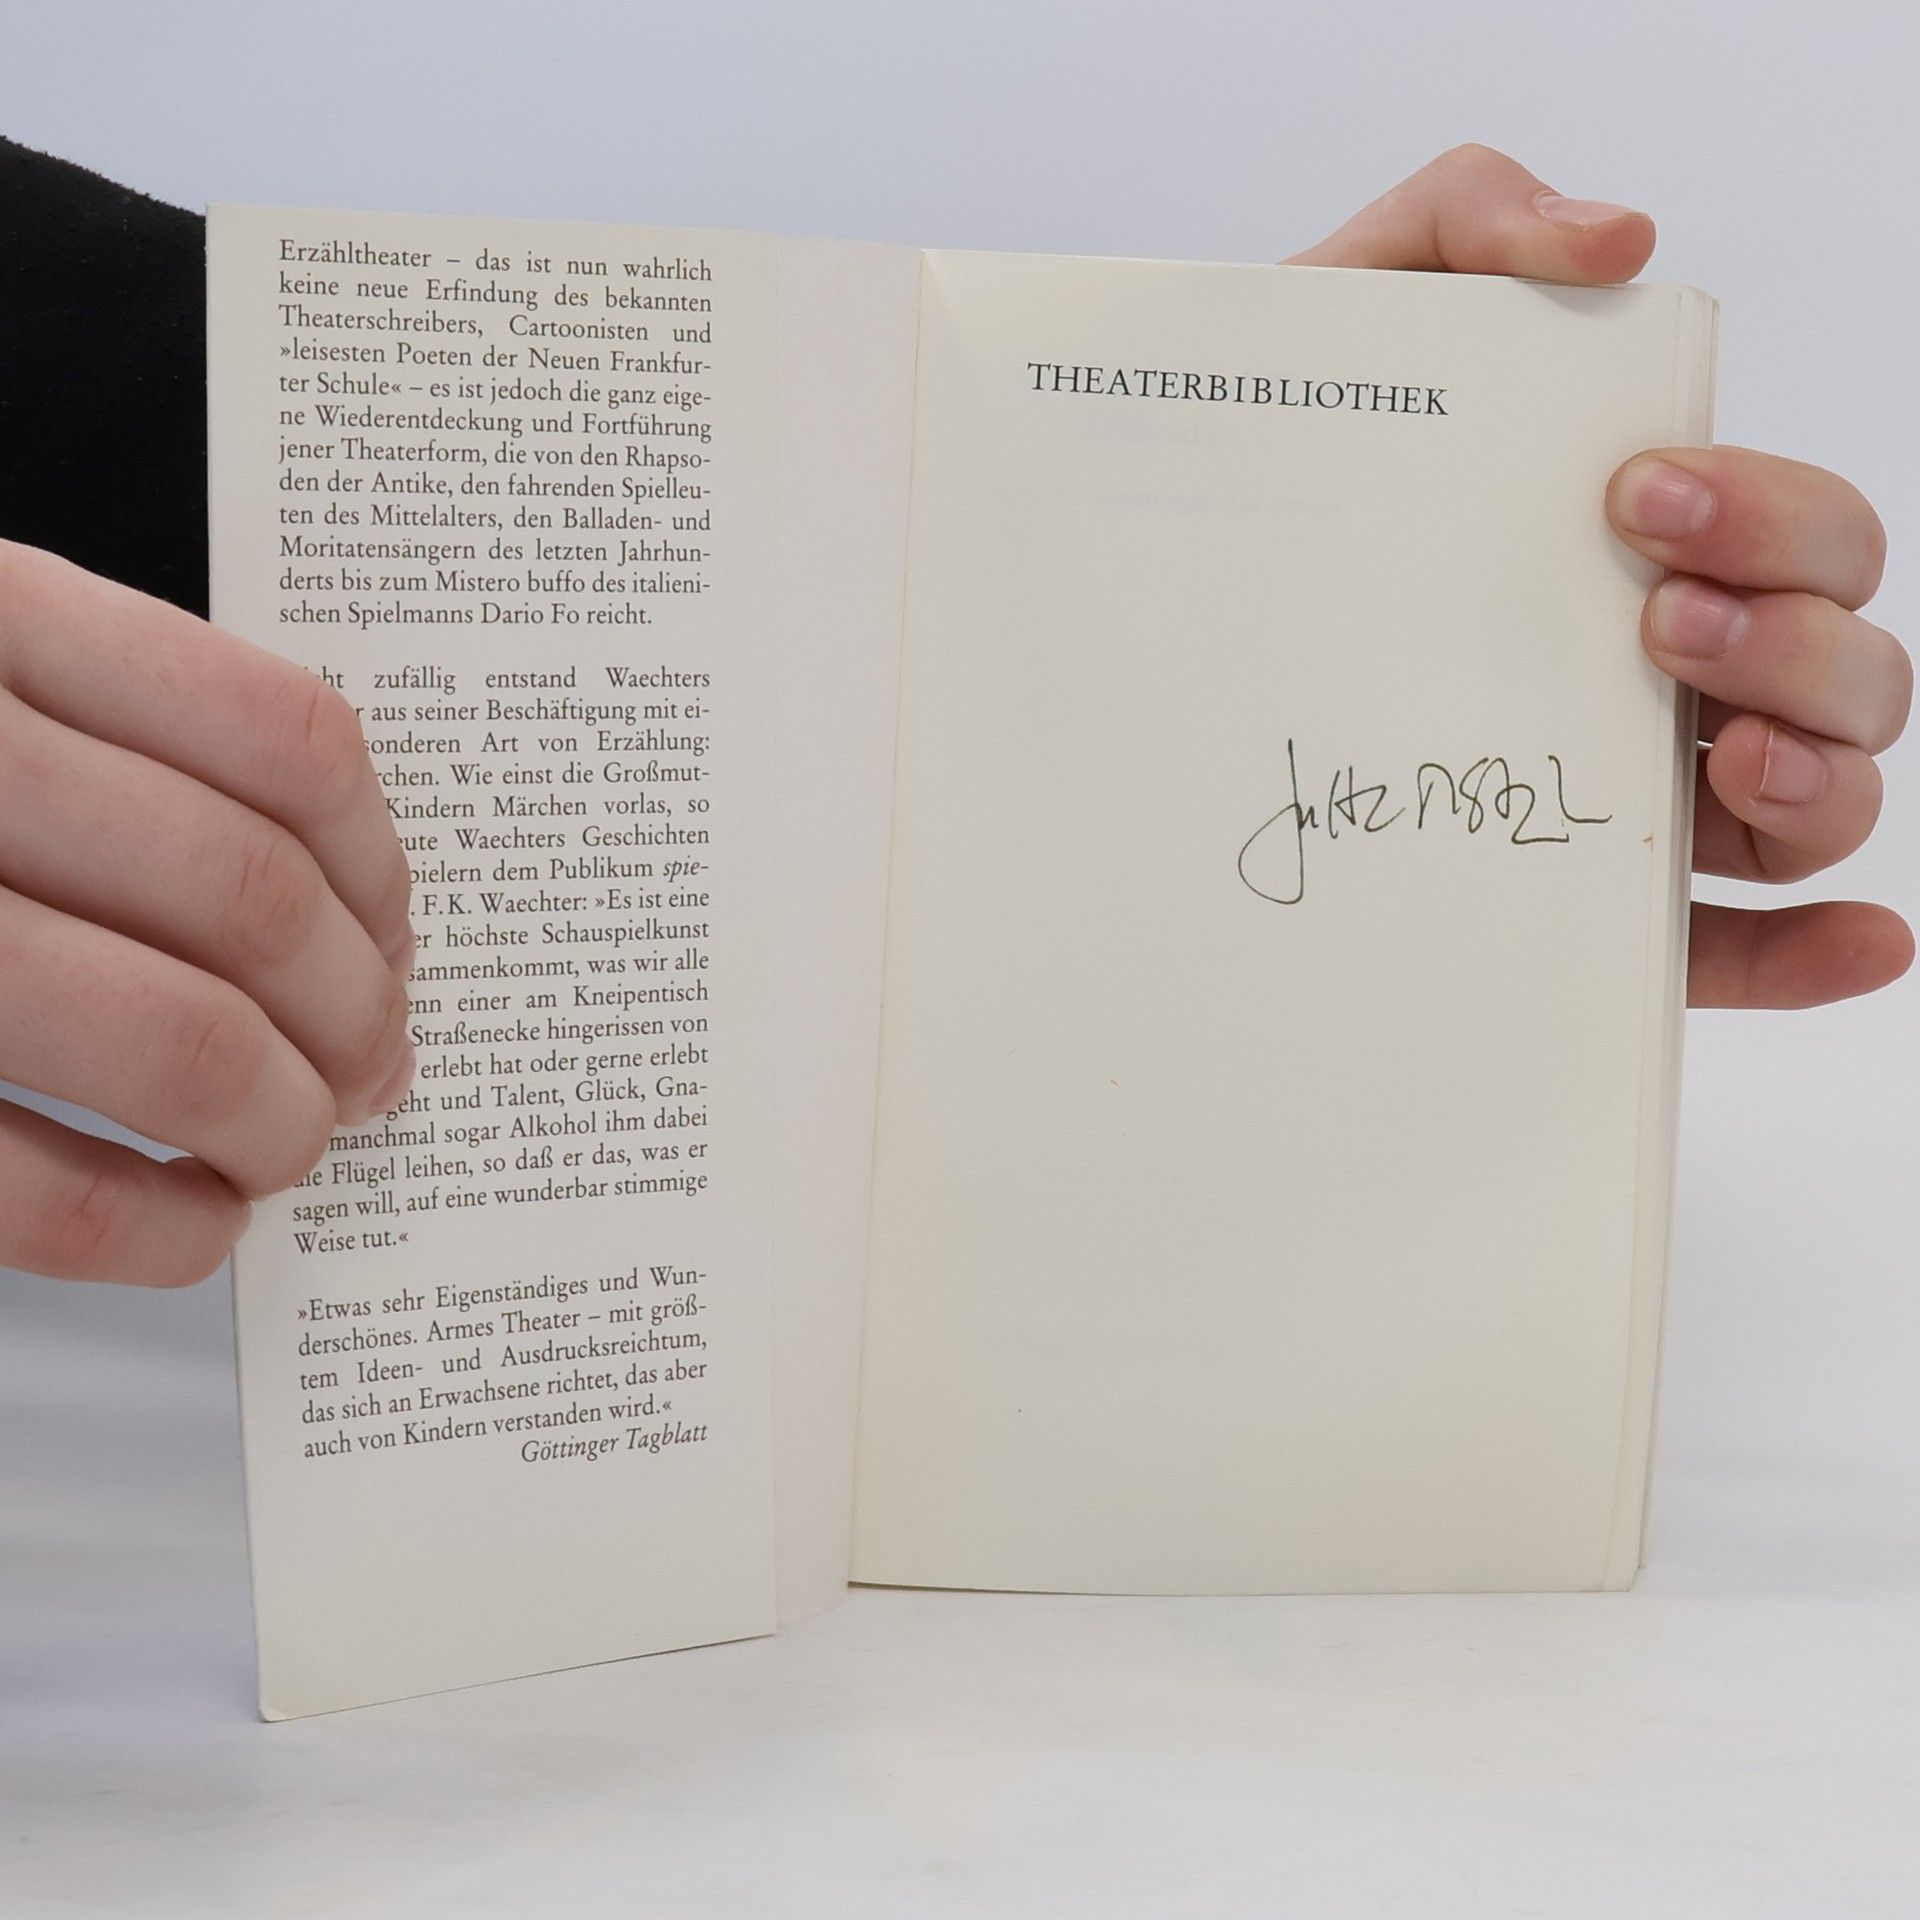 Erzähltheater – das ist nun wahrlich
keine neue Erfindung des bekannten
Theaterschreibers, Cartoonisten und
»leisesten Poeten der Neuen Frankfur-
ter Schule« – es ist jedoch die ganz eige-
ne Wiederentdeckung und Fortführung
jener Theaterform, die von den Rhapso-
den der Antike, den fahrenden Spielleu-
ten des Mittelalters, den Balladen- und
Moritatensängern des letzten Jahrhun-
derts bis zum Mistero buffo des italieni-
schen Spielmanns Dario Fo reicht.
zufällig entstand Waechters
aus seiner Beschäftigung mit ei-
sonderen Art von Erzählung:
rchen. Wie einst die Großmut-
Kindern Märchen vorlas, so
eute Waechters Geschichten
pielern dem Publikum spie-
. F.K. Waechter: »Es ist eine
er höchste Schauspielkunst
sammenkommt, was wir alle
enn einer am Kneipentisch
Straßenecke hingerissen von
erlebt hat oder gerne erlebt
geht und Talent, Glück, Gna-
manchmal sogar Alkohol ihm dabei
die Flügel leihen, so daß er das, was er
sagen will, auf eine wunderbar stimmige
Weise tut.«
»Etwas sehr Eigenständiges und Wun-
derschönes. Armes Theater – mit größ-
tem Ideen- und Ausdrucksreichtum,
das sich an Erwachsene richtet, das aber
auch von Kindern verstanden wird.«
Göttinger Tagblatt
THEATERBIBLIOTHEK